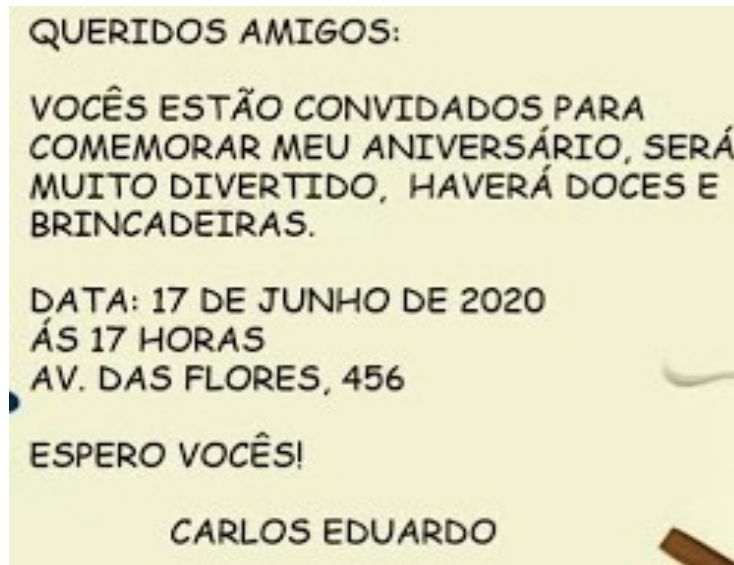 QUERIDOS AMIGOS:
VOCÊS ESTÃO CONVIDADOS PARA
COMEMORAR MEU ANIVERSÁRIO, SERÁ
MUITO DIVERTIDO, HAVERÁ DOCES E
BRINCADEIRAS.
DATA: 17 DE JUNHO DE 2020
ÁS 17 HORAS
AV. DAS FLORES, 456
ESPERO VOCÊS!
CARLOS EDUARDO